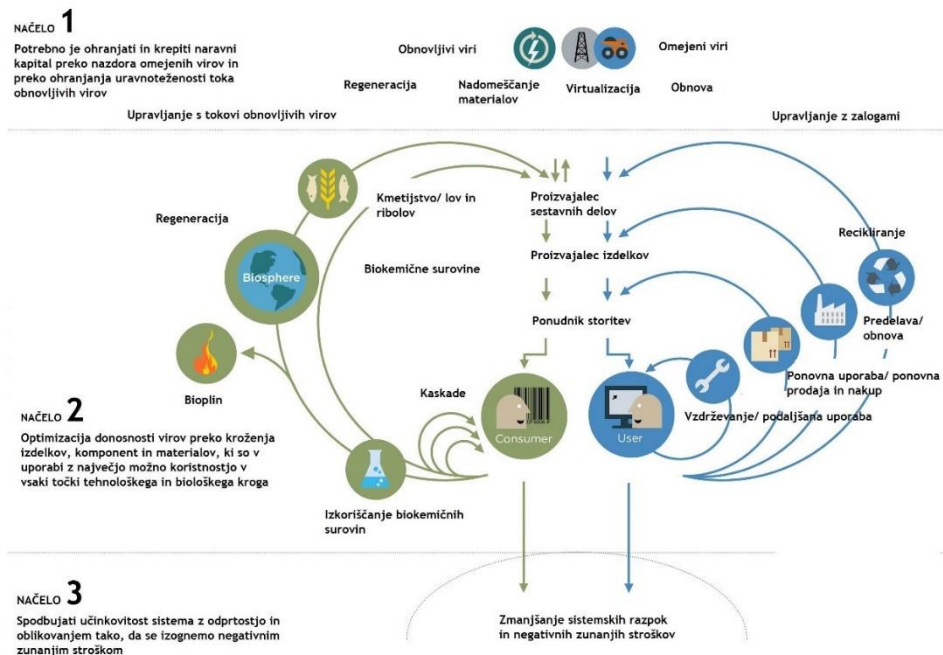 NAČELO 1
Potrebno je ohranjati in krepiti naravni
kapital preko nazdora omejenih virov in
preko ohranjanja uravnoteženosti toka
obnovljivih virov
Obnovljivi viri
Omejeni viri
Regeneracija
Nadomeščanje
materialov
Virtualizacija
Obnova
Upravljanje s tokovi obnovljivih virov
Upravljanje z zalogami
Kmetijstvo/ lov in
ribolov
Proizvajalec
sestavnih delov
Regeneracija
Recikliranje
Biosphere
Biokemične surovine
Proizvajalec izdelkov
Predelava/
obnova
Ponudnik storitev
Ponovna uporaba/ ponovna
prodaja in nakup
Bioplin
Kaskade
Vzdrževanje/ podaljšana uporaba
Consumer
User
NAČELO 2
Optimizacija donosnosti virov preko kroženja
izdelkov, komponent in materialov, ki so v
uporabi z največjo možno koristnostjo v
vsaki točki tehnološkega in biološkega kroga
Izkoriščanje biokemičnih
surovin
NAČELO 3
Spodbujati učinkovitost sistema z odprtostjo in
oblikovanjem tako, da se izognemo negativnim
zunanjim stroškom
Zmanjšanje sistemskih razpok
in negativnih zunanjih stroškov